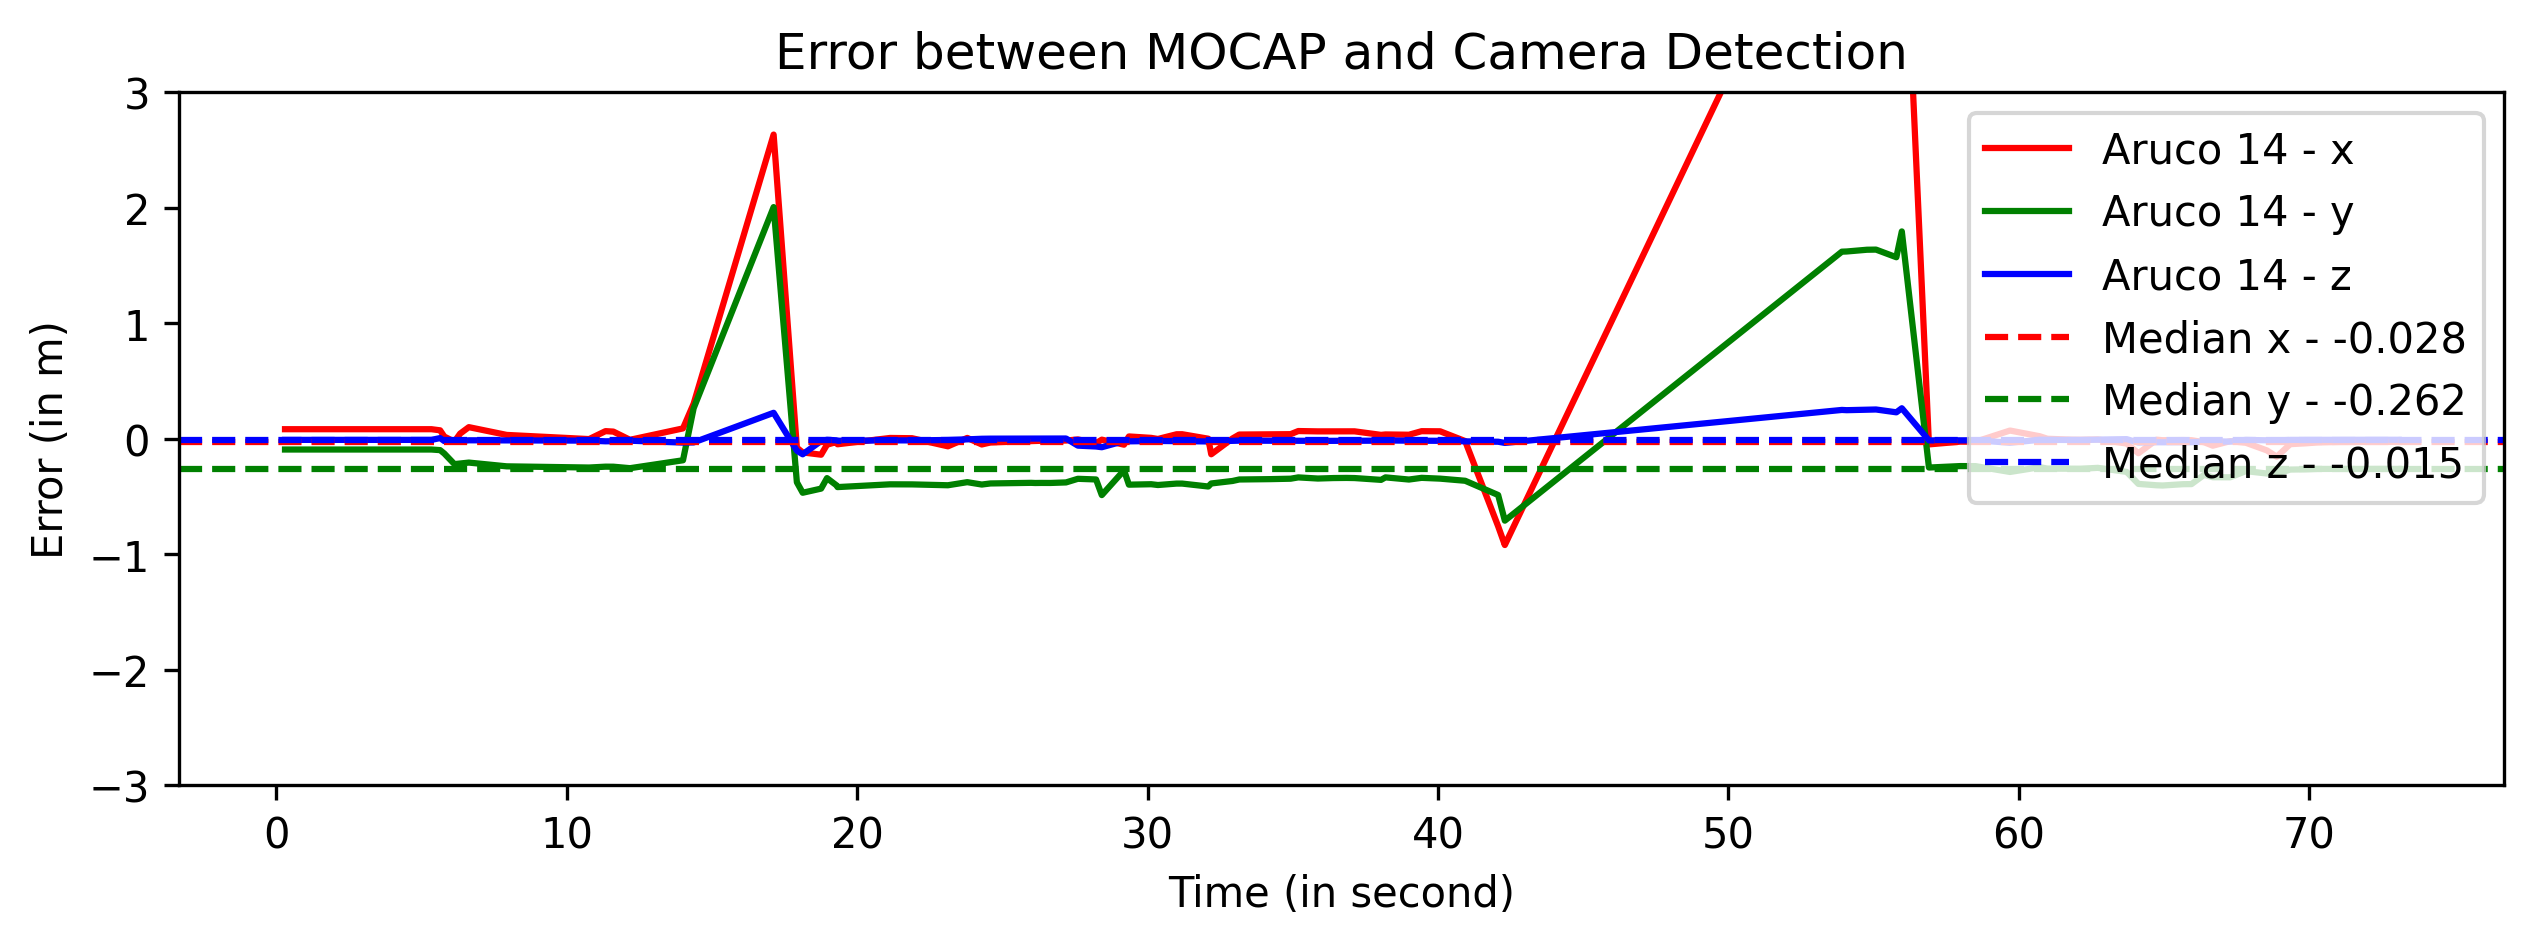 Error between MOCAP and Camera Detection
3
2
1
0
−1
−2
−3
Error (in m)
Aruco 14 - x
Aruco 14 - y
Aruco 14 - z
Median x - -0.028
Median y - -0.262
Median z - -0.015
0 10 20 30 40 50 60 70
Time (in second)